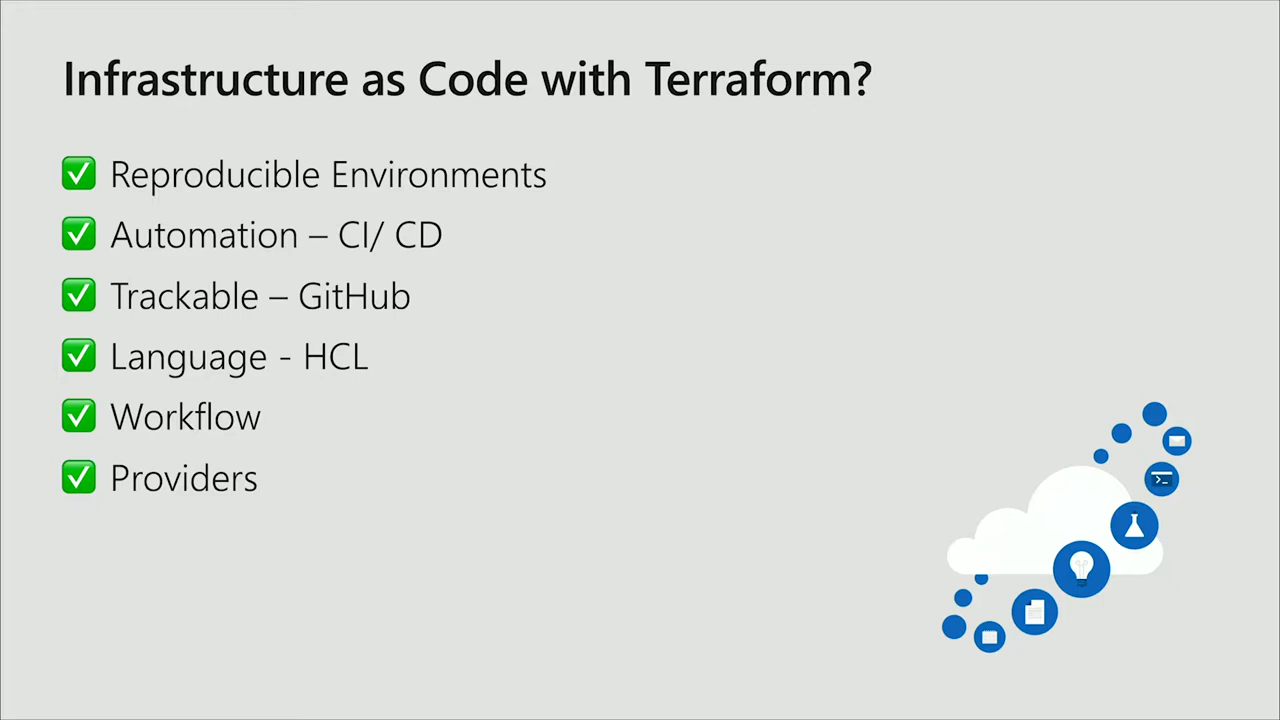 Infrastructure as Code with Terraform?
✅ Reproducible Environments
✅ Automation – CI/ CD
✅ Trackable – GitHub
✅ Language - HCL
✅ Workflow
✅ Providers